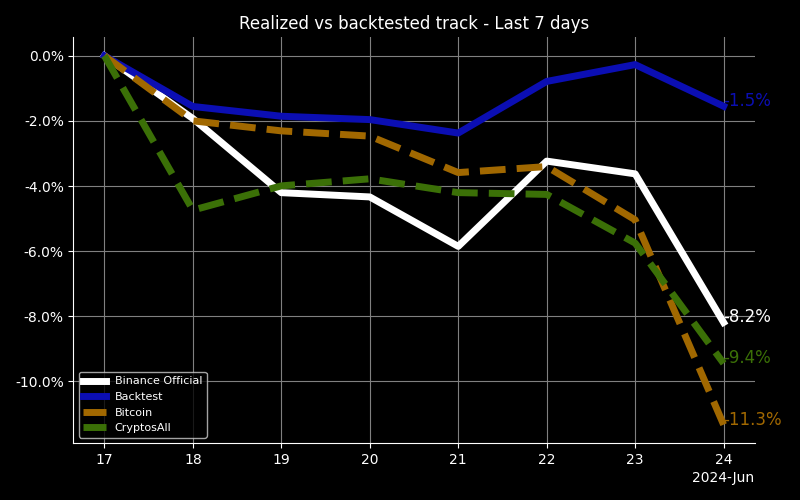 Realized vs backtested track - Last 7 days
0.0%
-2.0%
-4.0%
-6.0%
-8.0%
-10.0%
-1.5%
-8.2%
-9.4%
-11.3%
Binance Official
Backtest
Bitcoin
CryptosAll
17 18 19 20 21 22 23 24
2024-Jun